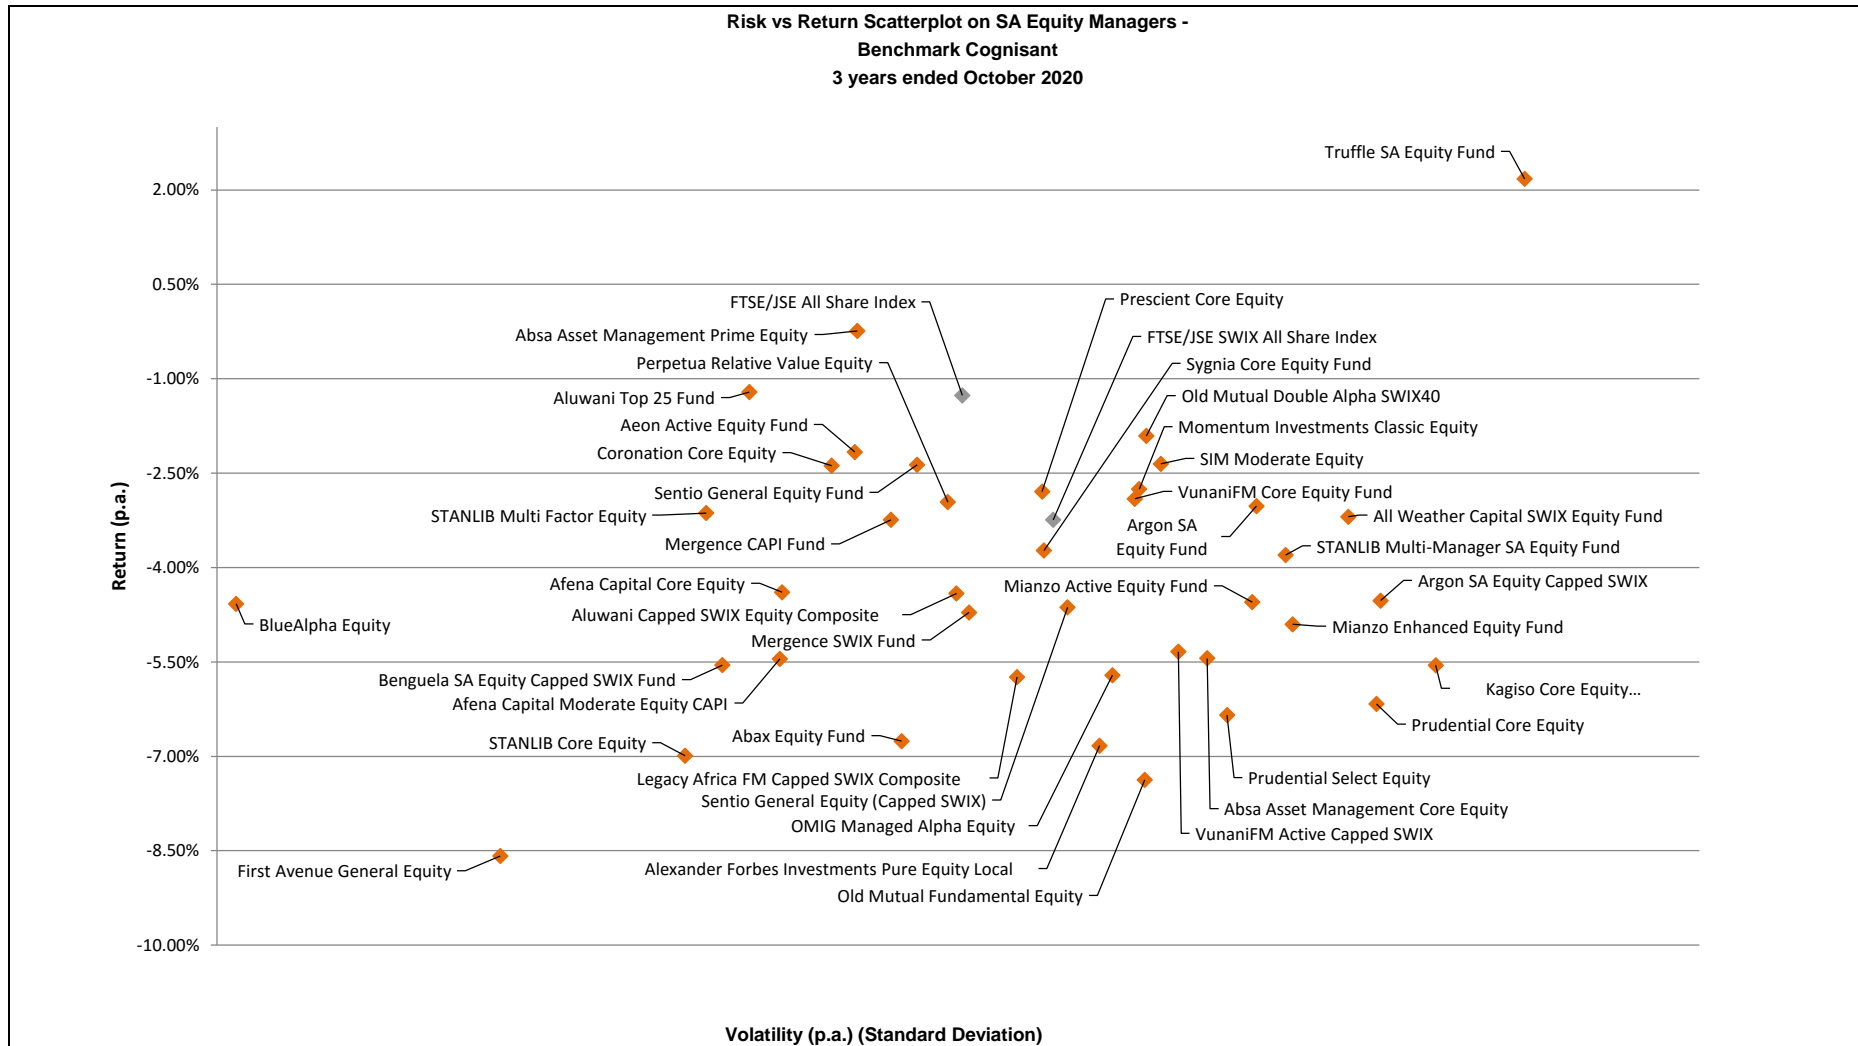 Risk vs Return Scatterplot on SA Equity Managers -
Benchmark Cognisant
3 years ended October 2020
Truffle SA Equity Fund
2.00%
0.50%
FTSE/JSE All Share Index
Prescient Core Equity
Absa Asset Management Prime Equity
FTSE/JSE SWIX All Share Index
Perpetua Relative Value Equity
Sygnia Core Equity Fund
-1.00%
Aluwani Top 25 Fund
Old Mutual Double Alpha SWIX40
Aeon Active Equity Fund
Momentum Investments Classic Equity
Coronation Core Equity
SIM Moderate Equity
-2.50%
Sentio General Equity Fund
VunaniFM Core Equity Fund
STANLIB Multi Factor Equity
All Weather Capital SWIX Equity Fund
Argon SA
Equity Fund
Mergence CAPI Fund
STANLIB Multi-Manager SA Equity Fund
Return (p.a.)
-4.00%
Afena Capital Core Equity
Mianzo Active Equity Fund
Argon SA Equity Capped SWIX
Aluwani Capped SWIX Equity Composite
BlueAlpha Equity
Mianzo Enhanced Equity Fund
Mergence SWIX Fund
-5.50%
Benguela SA Equity Capped SWIX Fund
Kagiso Core Equity...
Afena Capital Moderate Equity CAPI
Prudential Core Equity
Abax Equity Fund
STANLIB Core Equity
-7.00%
Legacy Africa FM Capped SWIX Composite
Prudential Select Equity
Sentio General Equity (Capped SWIX)
Absa Asset Management Core Equity
OMIG Managed Alpha Equity
VunaniFM Active Capped SWIX
-8.50%
First Avenue General Equity
Alexander Forbes Investments Pure Equity Local
Old Mutual Fundamental Equity
-10.00%
Volatility (p.a.) (Standard Deviation)